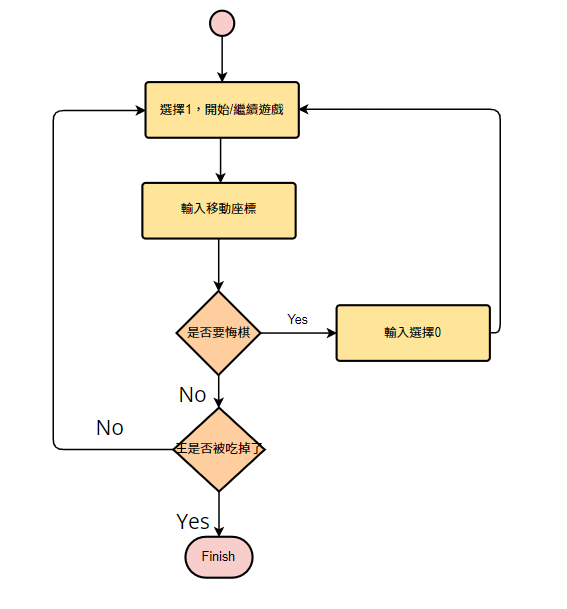 選擇1，開始/繼續遊戲
輸入移動座標
是否要悔棋
Yes
輸入選擇0
No
No
王是否被吃掉了
Yes
Finish